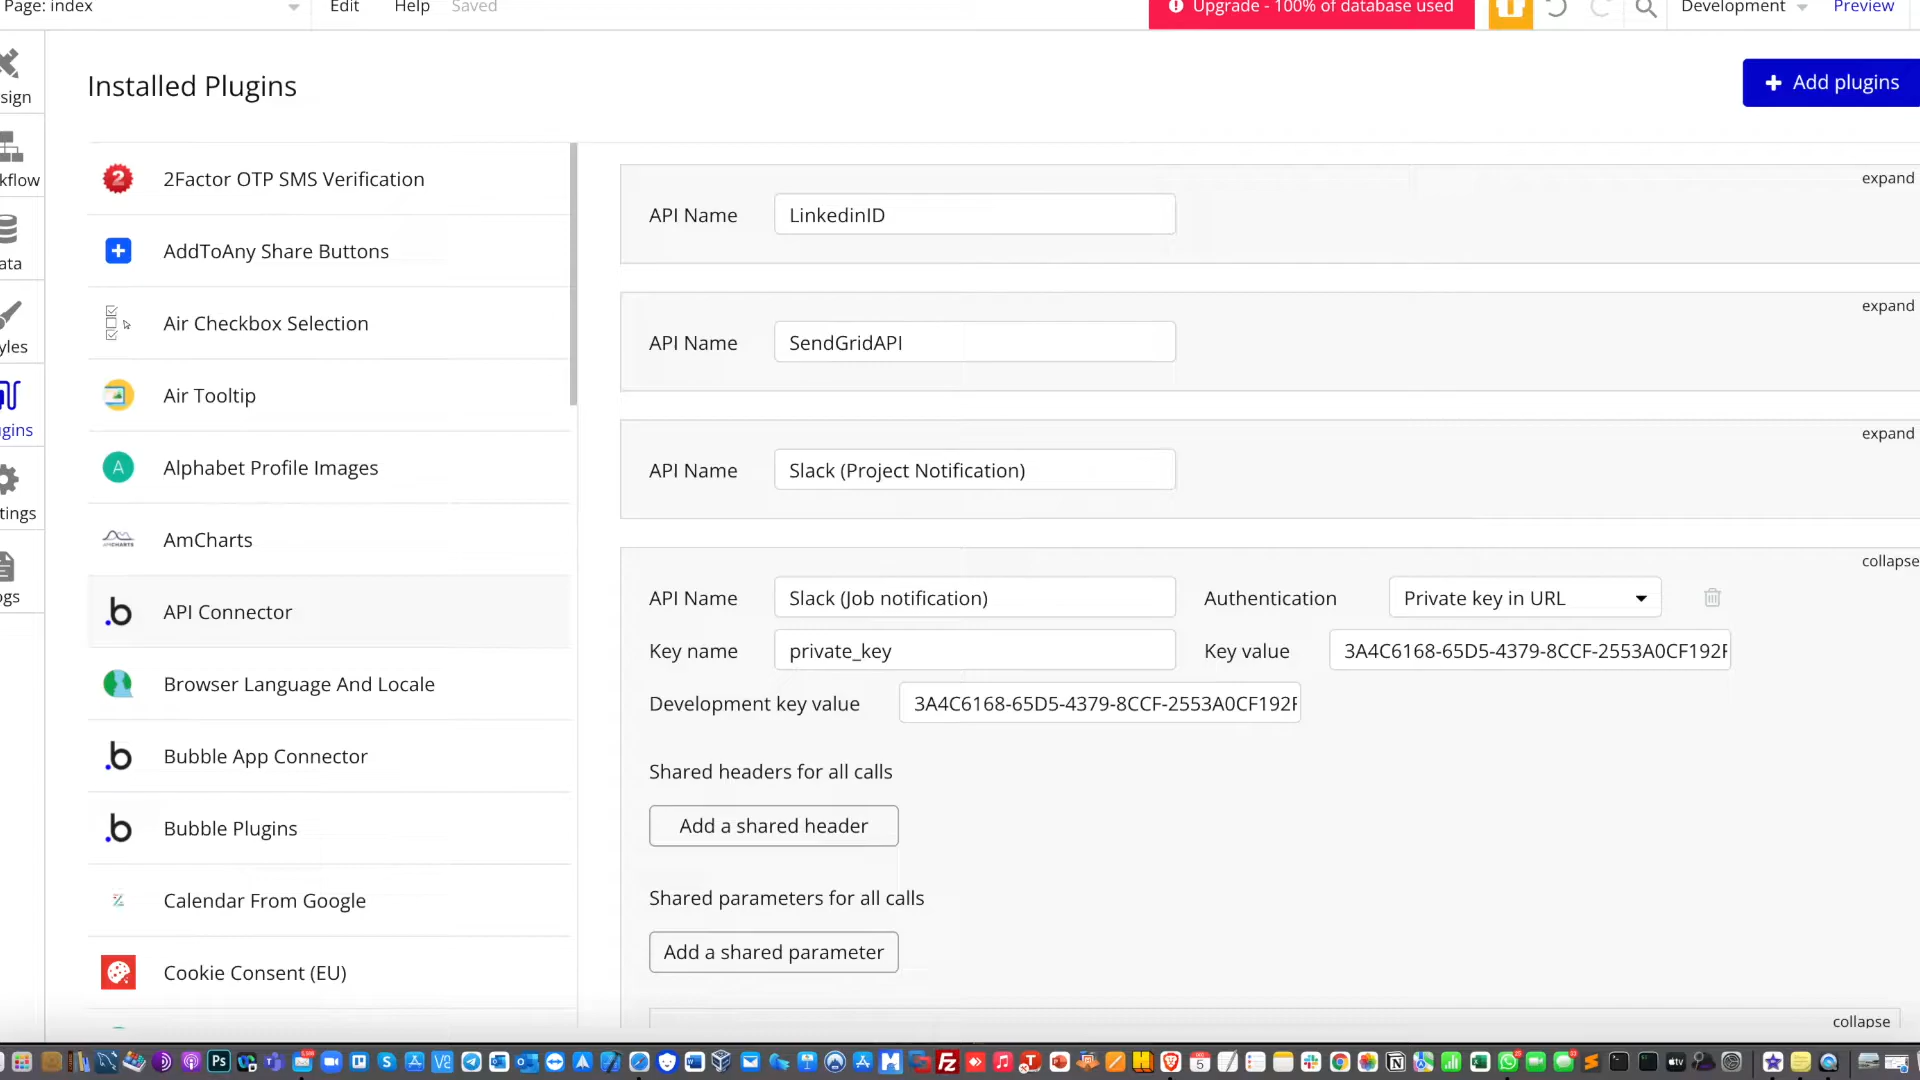 Page: index
Edit
Help
Saved
Upgrade - 100% of database used
Development
Preview
Installed Plugins
Add plugins
sign
kflow
ata
yles
gins
tings
ogs
2Factor OTP SMS Verification
AddToAny Share Buttons
Air Checkbox Selection
Air Tooltip
Alphabet Profile Images
AmCharts
API Connector
Browser Language And Locale
Bubble App Connector
Bubble Plugins
Calendar From Google
Cookie Consent (EU)
expand
API Name LinkedinID
expand
API Name SendGridAPI
expand
API Name Slack (Project Notification)
collapse
API Name Slack (Job notification) Authentication Private key in URL
Key name private_key Key value 3A4C6168-65D5-4379-8CCF-2553A0CF192F
Development key value 3A4C6168-65D5-4379-8CCF-2553A0CF192F
Shared headers for all calls
Add a shared header
Shared parameters for all calls
Add a shared parameter
collapse